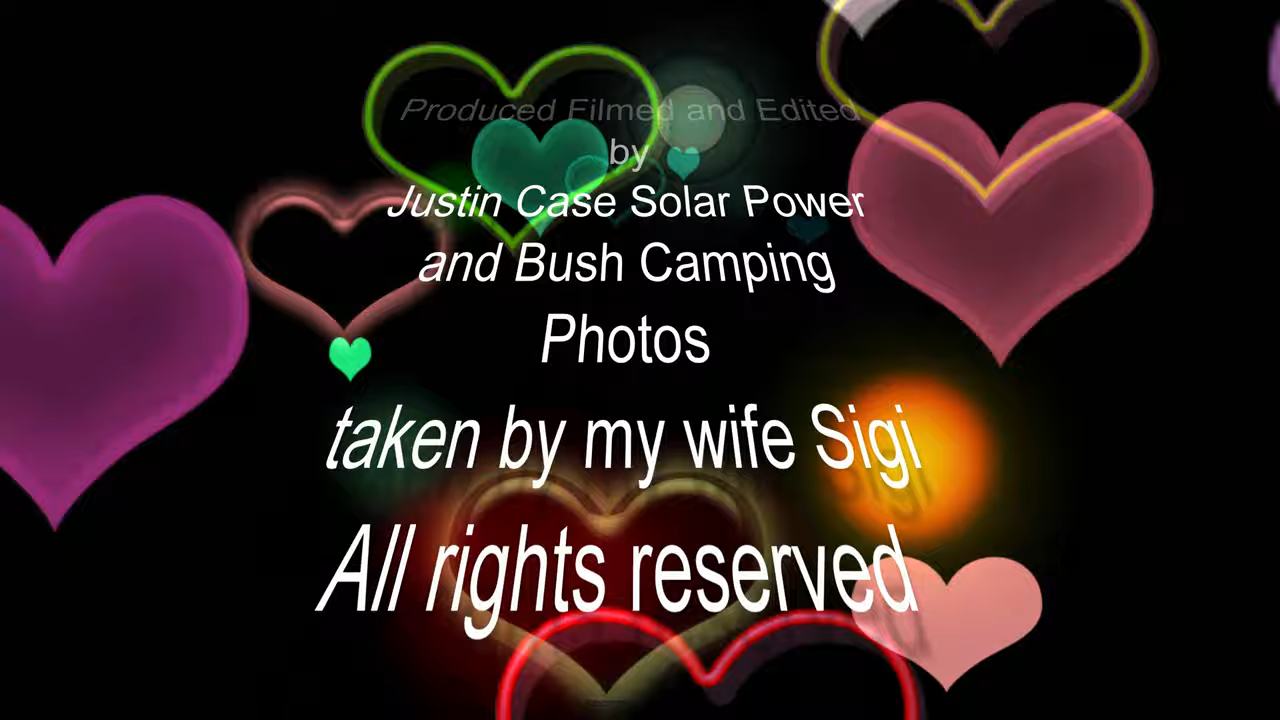 Produced Filmed and Edited
by
Justin Case Solar Power
and Bush Camping
Photos
taken by my wife Sigi
All rights reserved